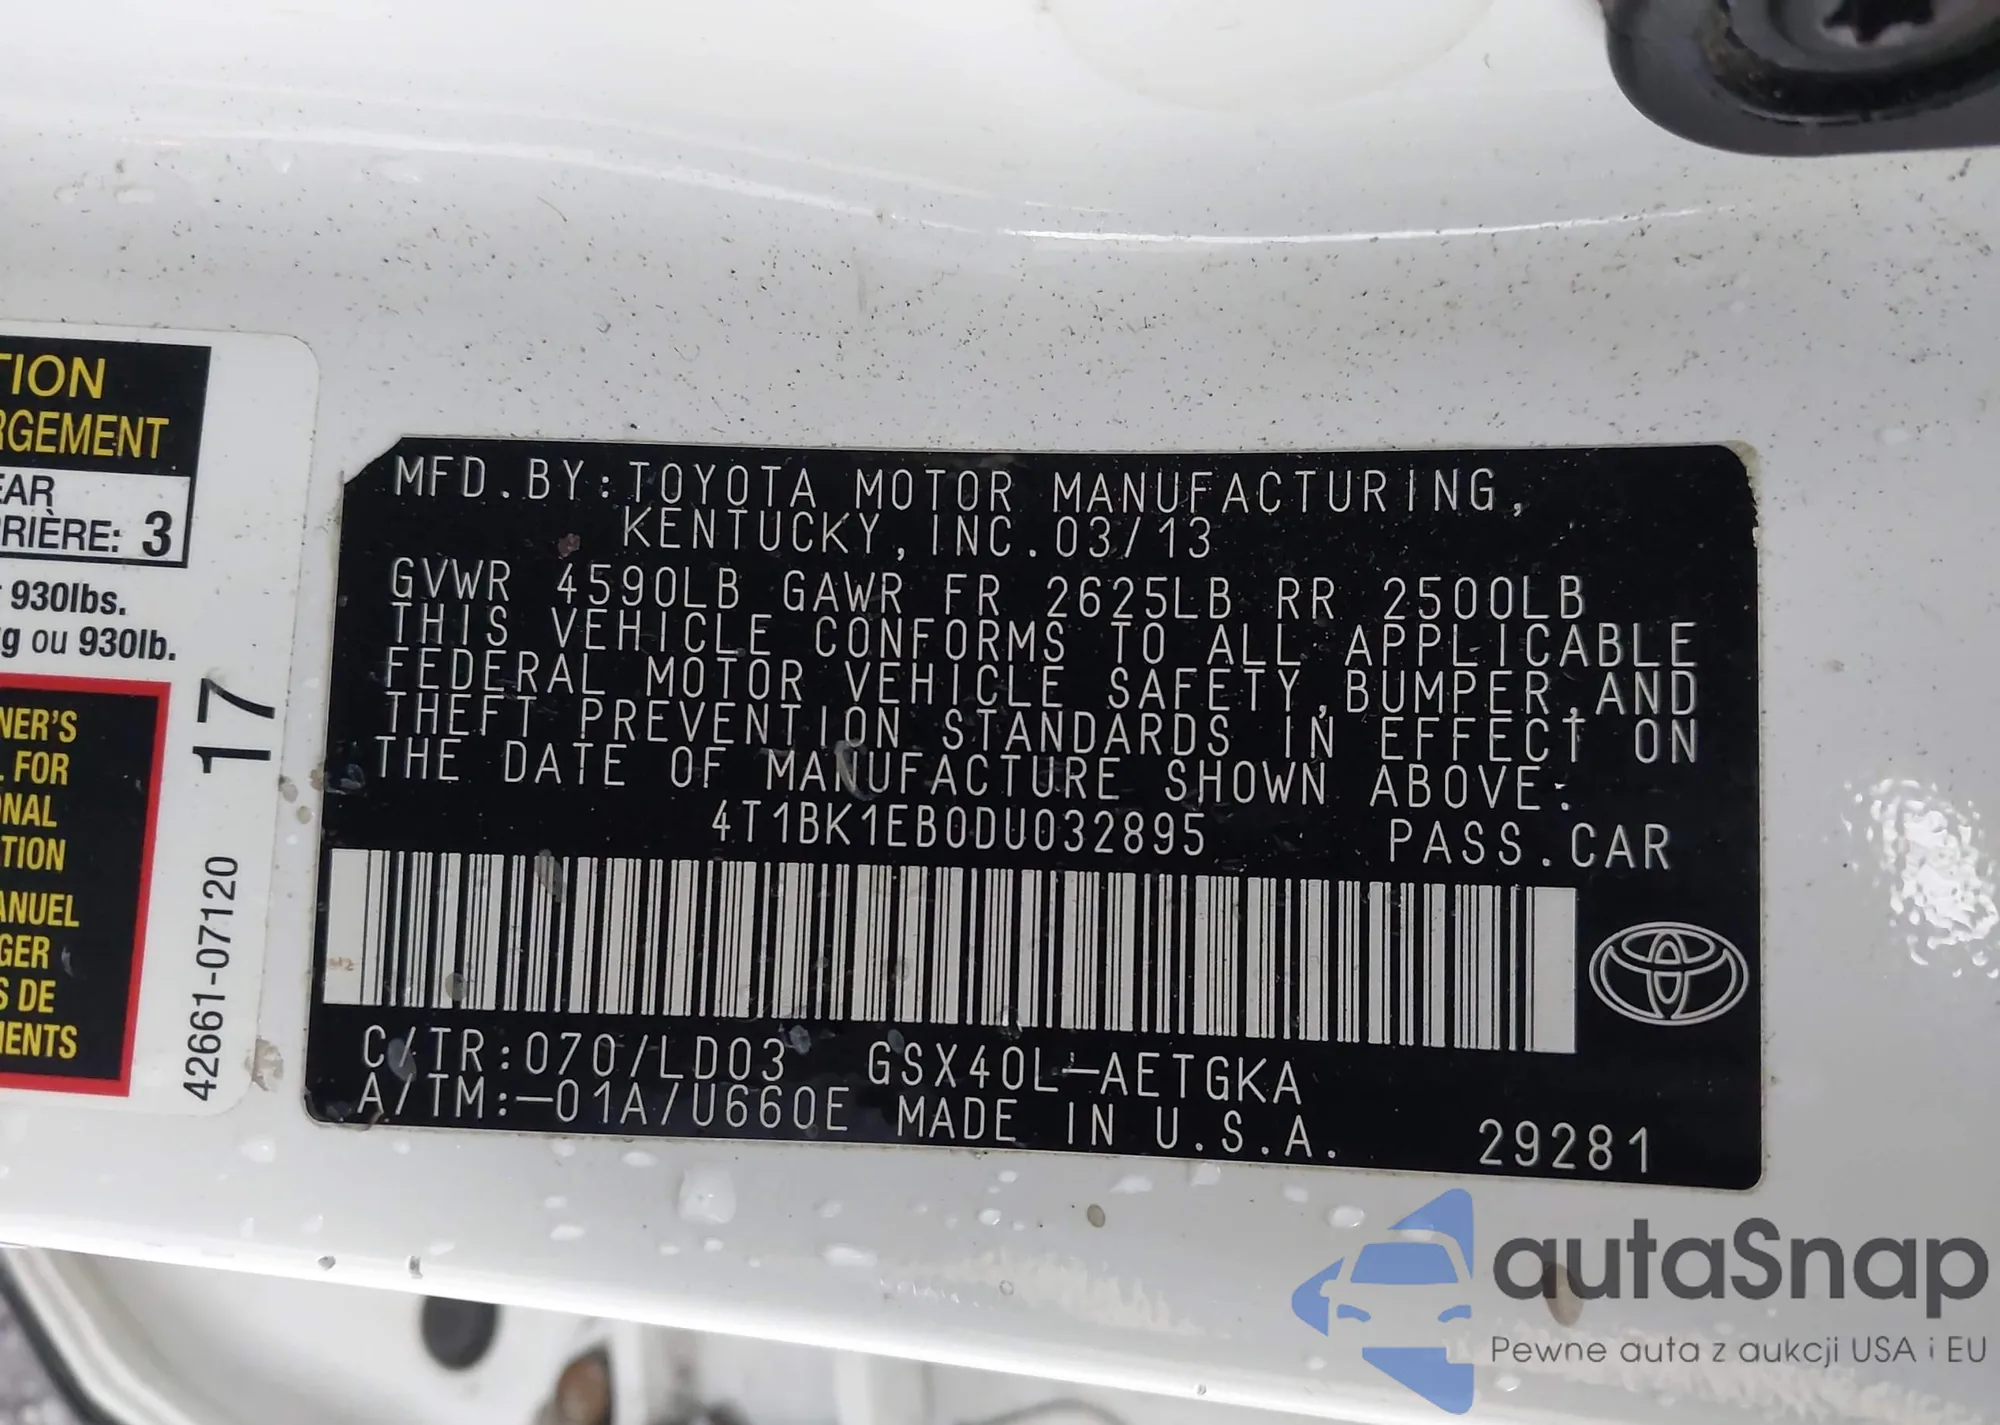 TION
RGEMENT
EAR
RRIÈRE: 3
930lbs.
g ou 930lb.
NER'S
FOR
ONAL
TION
ANUEL
GER
S DE
MENTS
17
42661-07120
MFD.BY:TOYOTA MOTOR MANUFACTURING,
KENTUCKY,INC.03/13
GVWR 4590LB GAWR FR 2625LB RR 2500LB
THIS VEHICLE CONFORMS TO ALL APPLICABLE
FEDERAL MOTOR VEHICLE SAFETY,BUMPER,AND
THEFT PREVENTION STANDARDS IN EFFECT ON
THE DATE OF MANUFACTURE SHOWN ABOVE:
4T1BK1EB0DU032895 PASS.CAR
C/TR:070/LD03 GSX40L-AETGKA
A/TM:-01A/U660E MADE IN U.S.A. 29281
autaSnap
Pewne auta z aukcji USA i EU